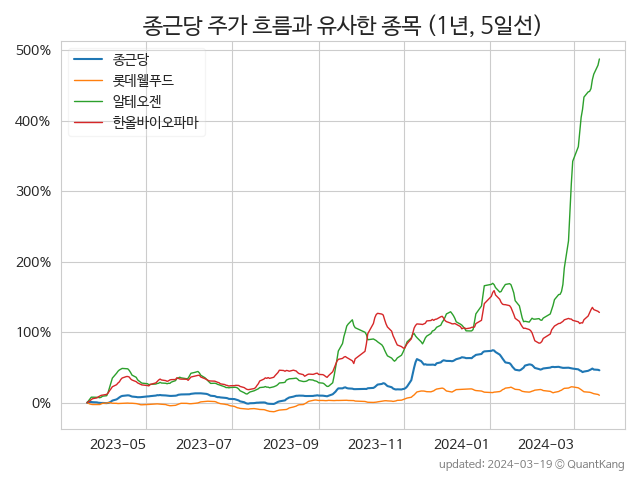 종근당 주가 흐름과 유사한 종목 (1년, 5일선)
500%
400%
300%
200%
100%
0%
종근당
롯데웰푸드
알테오젠
한올바이오파마
2023-05
2023-07
2023-09
2023-11
2024-01
2024-03
updated: 2024-03-19 © QuantKang